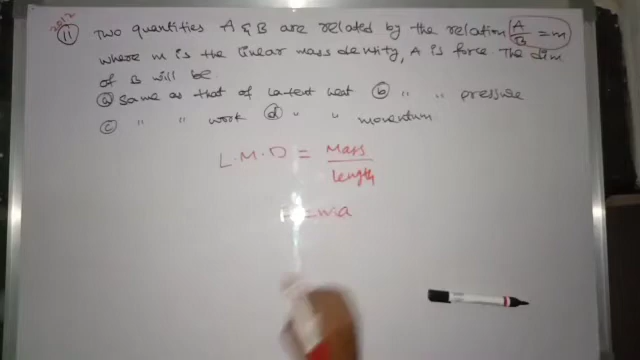 2012
(11) Two quantities A & B are related by the relation A/B = m
where m is the linear mass density, A is force. The dim
of B will be.
(a) same as that of latent heat (b) " " pressure
(c) " " work (d) " " momentum
L.M.D = Mass/Length
= m.a